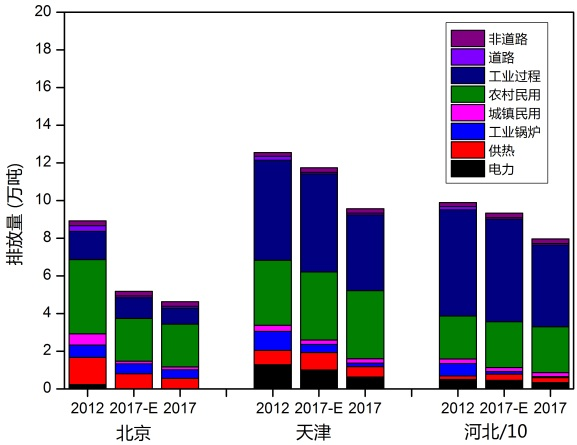 20
18
16
14
12
10
8
6
4
2
0
排放量 (万吨)
非道路
道路
工业过程
农村民用
城镇民用
工业锅炉
供热
电力
2012 2017-E 2017 2012 2017-E 2017 2012 2017-E 2017
北京 天津 河北/10